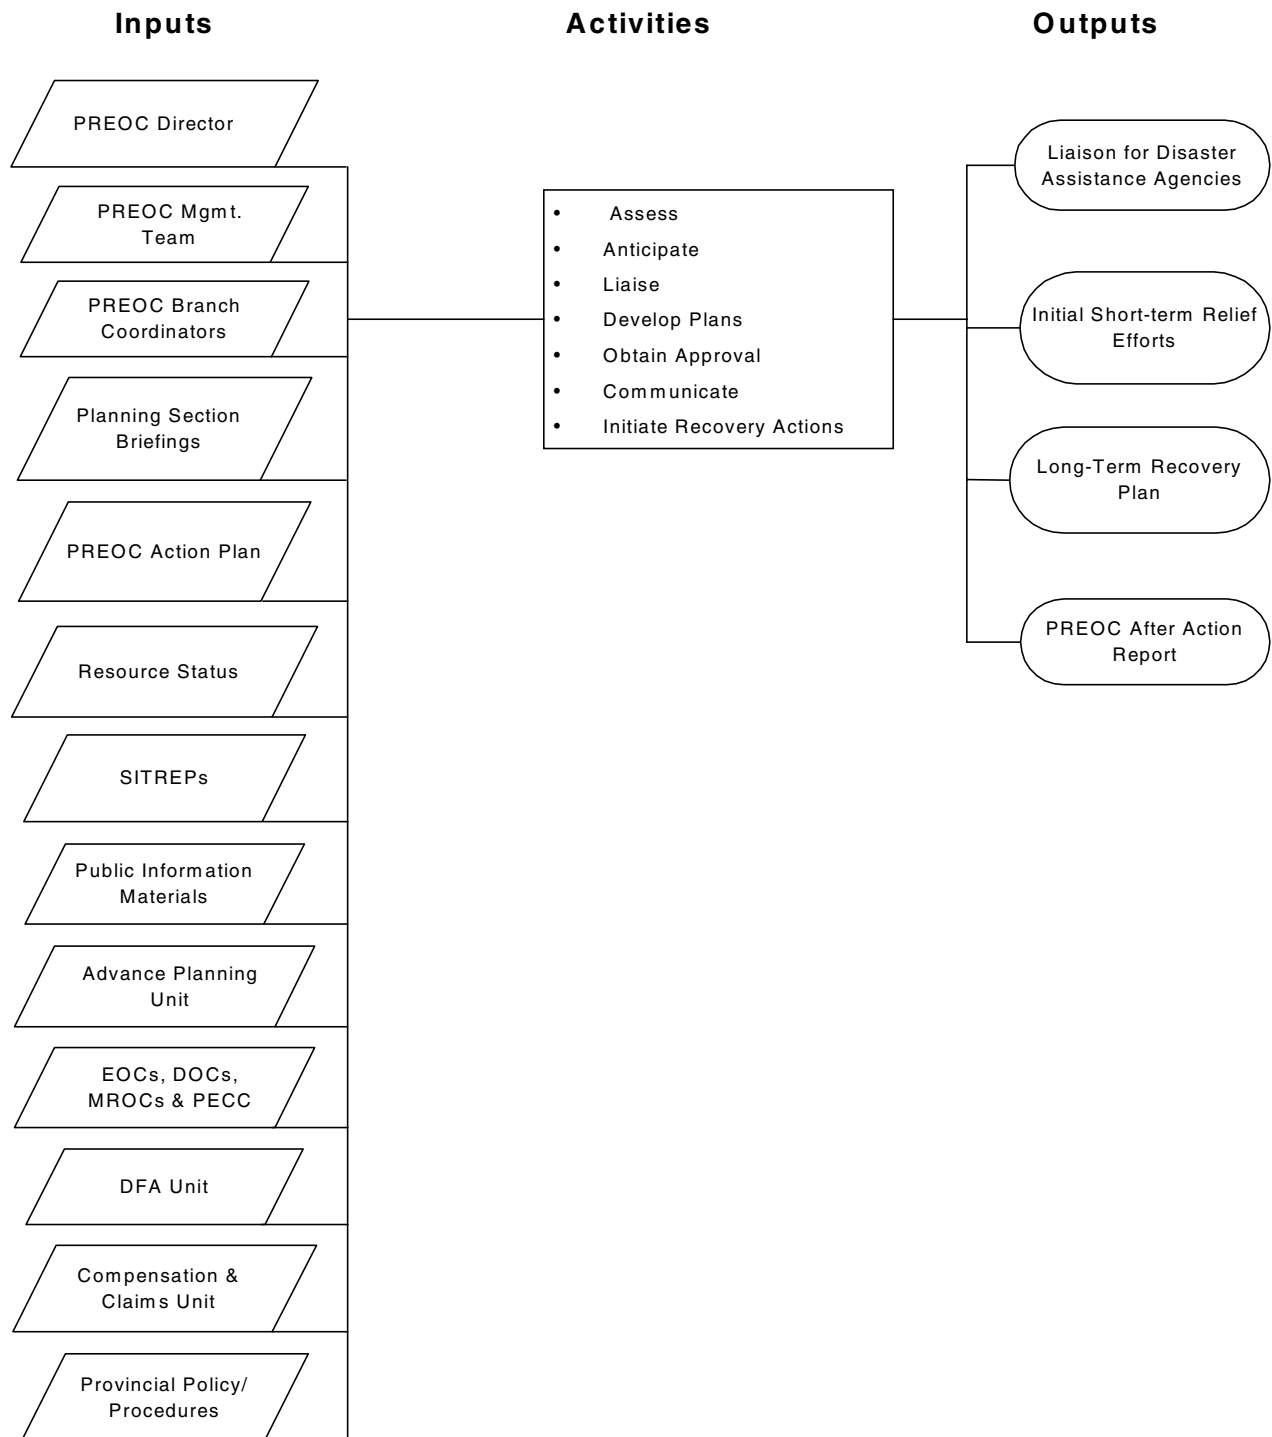 Inputs
Activities
Outputs
PREOC Director
PREOC Mgmt.
Team
PREOC Branch
Coordinators
Planning Section
Briefings
PREOC Action Plan
Resource Status
SITREPs
Public Information
Materials
Advance Planning
Unit
EOCs, DOCs,
MROCs & PECC
DFA Unit
Compensation &
Claims Unit
Provincial Policy/
Procedures
• Assess
• Anticipate
• Liaise
• Develop Plans
• Obtain Approval
• Communicate
• Initiate Recovery Actions
Liaison for Disaster
Assistance Agencies
Initial Short-term Relief
Efforts
Long-Term Recovery
Plan
PREOC After Action
Report